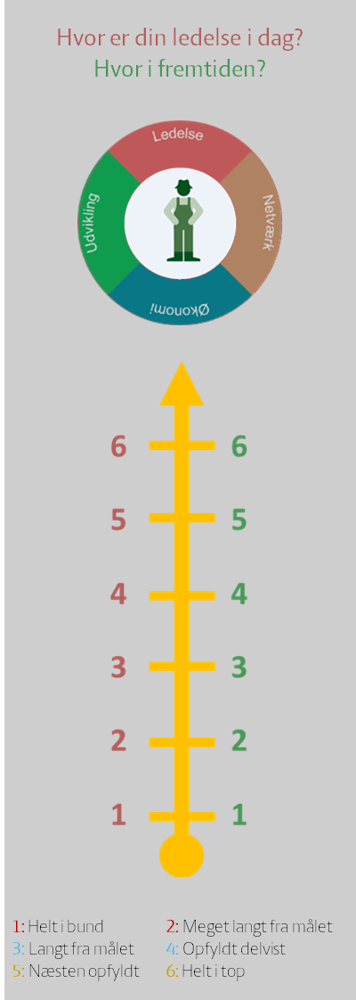 Hvor er din ledelse i dag?
Hvor i fremtiden?
Ledelse
Udvikling
Netværk
Økonomi
6 6
5 5
4 4
3 3
2 2
1 1
1: Helt i bund 2: Meget langt fra målet
3: Langt fra målet 4: Opfyldt delvist
5: Næsten opfyldt 6: Helt i top